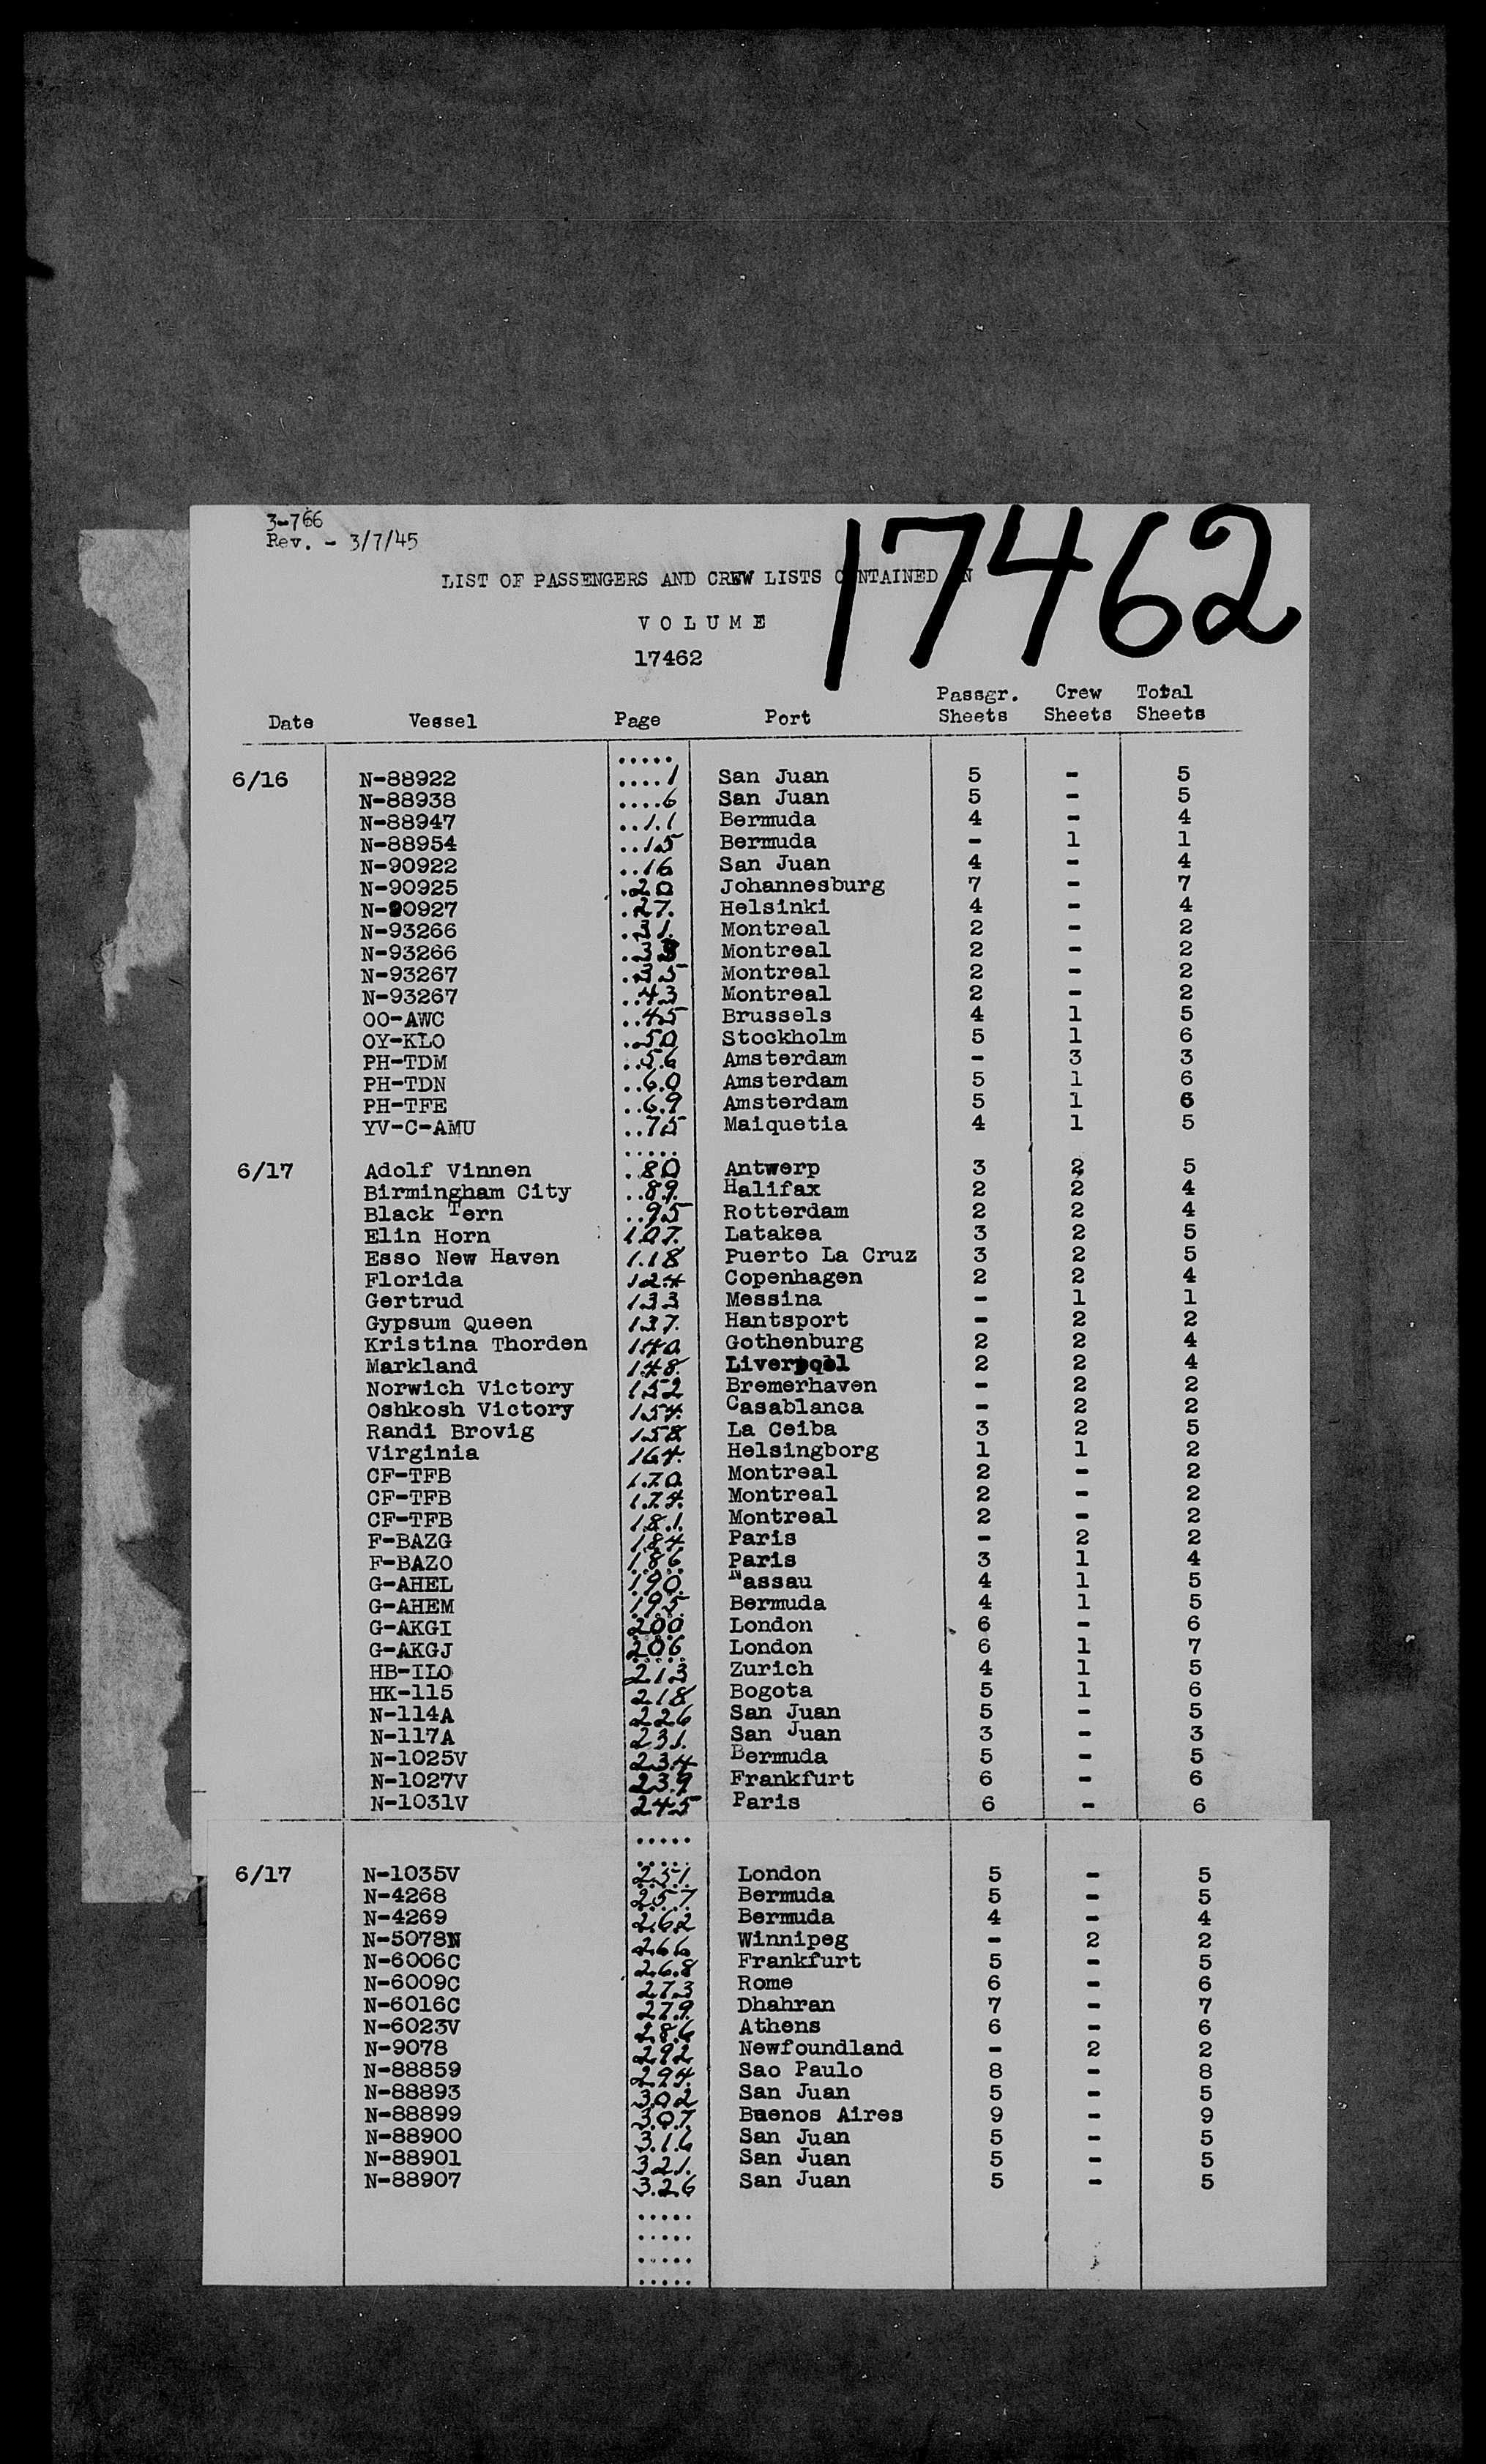 3-766
Rev. - 3/7/45
17462
LIST OF PASSENGERS AND CREW LISTS CONTAINED IN
VOLUME
17462
Date Vessel Page Port Passgr. Sheets Crew Sheets Total Sheets
6/16 N-88922 ....1 San Juan 5 - 5
N-88938 ....6 San Juan 5 - 5
N-88947 ..11 Bermuda 4 - 4
N-88954 ..15 Bermuda - 1 1
N-90922 ..16 San Juan 4 - 4
N-90925 .20 Johannesburg 7 - 7
N-90927 .27. Helsinki 4 - 4
N-93266 ..31. Montreal 2 - 2
N-93266 Montreal 2 - 2
N-93267 Montreal 2 - 2
N-93267 ..43 Montreal 2 - 2
OO-AWC ..45 Brussels 4 1 5
OY-KLO ..50 Stockholm 5 1 6
PH-TDM ..56 Amsterdam - 3 3
PH-TDN ..60 Amsterdam 5 1 6
PH-TFE ..69 Amsterdam 5 1 6
YV-C-AMU ..75 Maiquetia 4 1 5
6/17 Adolf Vinnen ..80 Antwerp 3 2 5
Birmingham City ..89. Halifax 2 2 4
Black Tern ..95 Rotterdam 2 2 4
Elin Horn 107. Latakea 3 2 5
Esso New Haven 118 Puerto La Cruz 3 2 5
Florida 124 Copenhagen 2 2 4
Gertrud 133 Messina - 1 1
Gypsum Queen 137. Hantsport - 2 2
Kristina Thorden 140 Gothenburg 2 2 4
Markland 148. Liverpool 2 2 4
Norwich Victory 152 Bremerhaven - 2 2
Oshkosh Victory 154. Casablanca - 2 2
Randi Brovig 158 La Ceiba 3 2 5
Virginia 164. Helsingborg 1 1 2
CF-TFB 170 Montreal 2 - 2
CF-TFB 174. Montreal 2 - 2
CF-TFB 181. Montreal 2 - 2
F-BAZG 184 Paris - 2 2
F-BAZO 186 Paris 3 1 4
G-AHEL 190. Nassau 4 1 5
G-AHEM 195 Bermuda 4 1 5
G-AKGI 200 London 6 - 6
G-AKGJ 206 London 6 1 7
HB-ILO 213 Zurich 4 1 5
HK-115 218 Bogota 5 1 6
N-114A 226 San Juan 5 - 5
N-117A 231. San Juan 3 - 3
N-1025V 234 Bermuda 5 - 5
N-1027V 239 Frankfurt 6 - 6
N-1031V 245 Paris 6 - 6
6/17 N-1035V 251. London 5 - 5
N-4268 257 Bermuda 5 - 5
N-4269 262 Bermuda 4 - 4
N-5078N 266 Winnipeg - 2 2
N-6006C 268 Frankfurt 5 - 5
N-6009C 273 Rome 6 - 6
N-6016C 279. Dhahran 7 - 7
N-6023V 286 Athens 6 - 6
N-9078 292 Newfoundland - 2 2
N-88859 294. Sao Paulo 8 - 8
N-88893 302 San Juan 5 - 5
N-88899 307 Buenos Aires 9 - 9
N-88900 316 San Juan 5 - 5
N-88901 321. San Juan 5 - 5
N-88907 326 San Juan 5 - 5